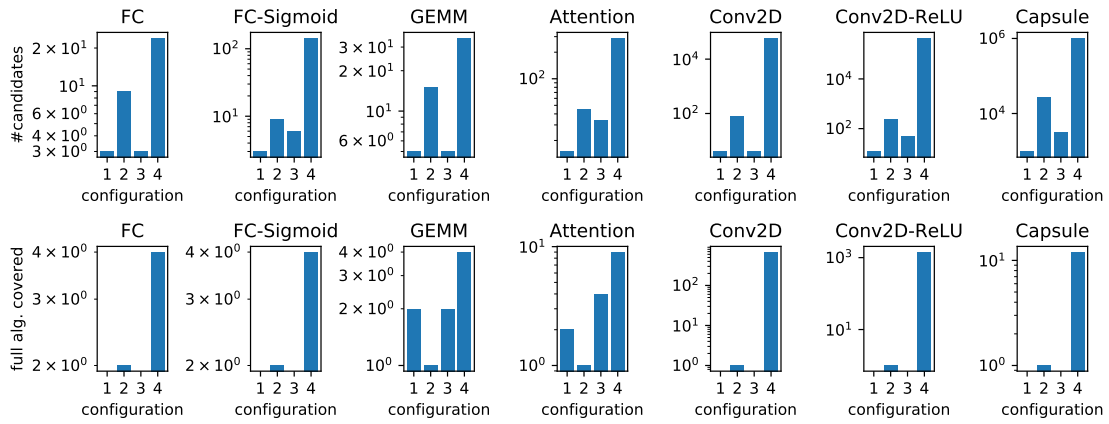 FC FC-Sigmoid GEMM Attention Conv2D Conv2D-ReLU Capsule
#candidates
2 × 10⁰ 10¹ 6 × 10⁰ 4 × 10⁰ 3 × 10⁰
10² 10¹
3 × 10¹ 2 × 10¹ 10¹ 6 × 10⁰
10²
10⁴ 10²
10⁴ 10²
10⁶ 10⁴
1 2 3 4 1 2 3 4 1 2 3 4 1 2 3 4 1 2 3 4 1 2 3 4 1 2 3 4
configuration configuration configuration configuration configuration configuration configuration
FC FC-Sigmoid GEMM Attention Conv2D Conv2D-ReLU Capsule
full alg. covered
4 × 10⁰ 3 × 10⁰ 2 × 10⁰
4 × 10⁰ 3 × 10⁰ 2 × 10⁰
4 × 10⁰ 3 × 10⁰ 2 × 10⁰ 10⁰
10¹ 10⁰
10³ 10² 10¹ 10⁰
10³ 10¹
10¹ 10⁰
1 2 3 4 1 2 3 4 1 2 3 4 1 2 3 4 1 2 3 4 1 2 3 4 1 2 3 4
configuration configuration configuration configuration configuration configuration configuration